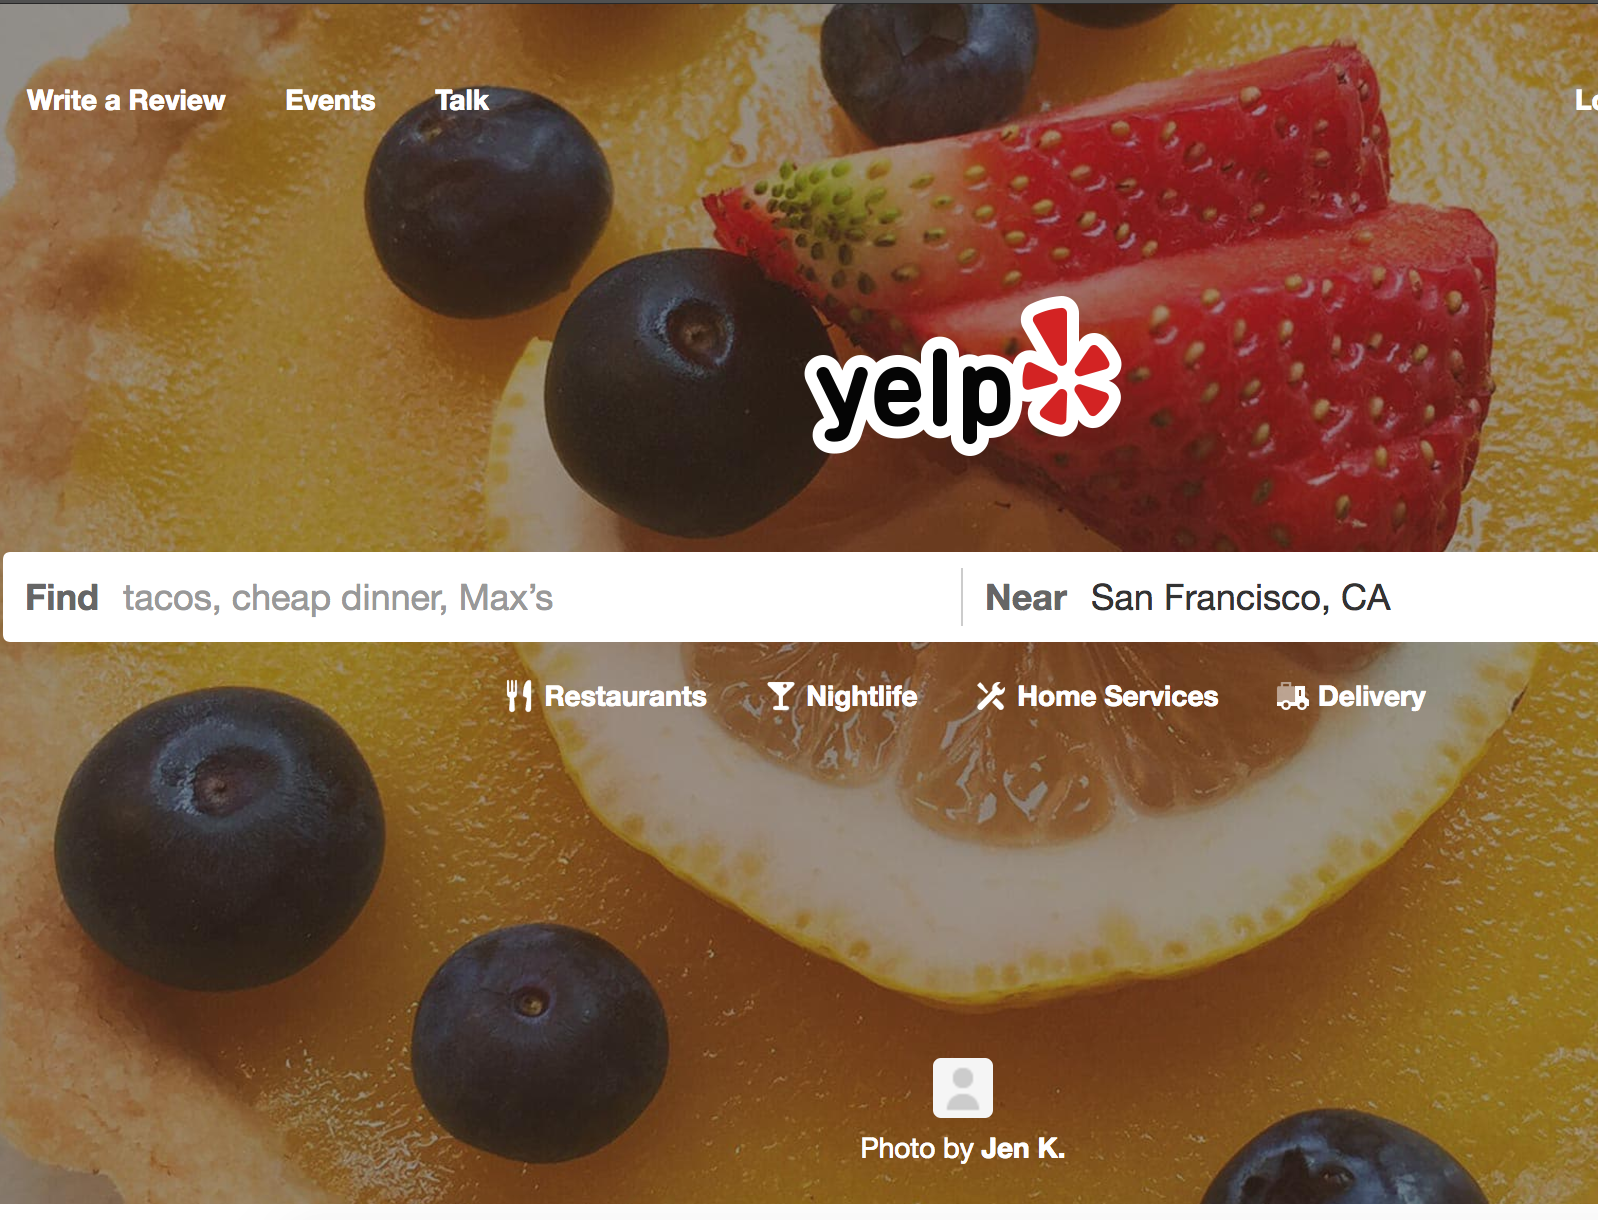 Write a Review Events Talk Lo
yelp
Find tacos, cheap dinner, Max’s Near San Francisco, CA
Restaurants Nightlife Home Services Delivery
Photo by Jen K.